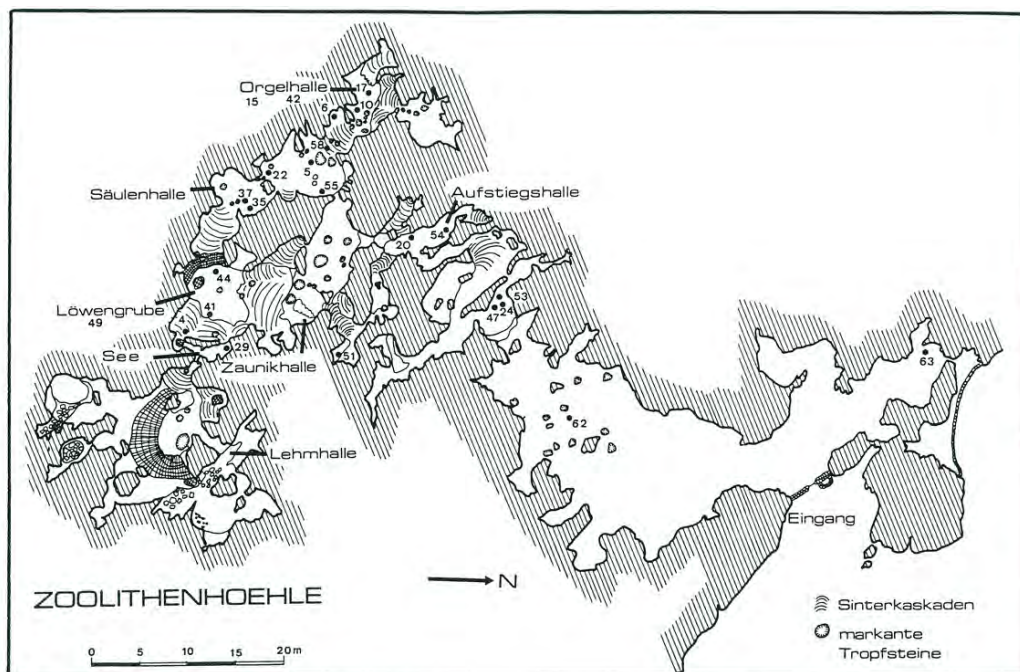 Orgelhalle
15 42
17
10
6
58
5
22
55
Säulenhalle
37
35
Aufstiegshalle
20
54
44
Löwengrube
49
41
4
53
47
24
See
29
Zaunikhalle
51
63
62
Lehmhalle
Eingang
N
ZOOLITHENHOEHLE
Sinterkaskaden
markante
Tropfsteine
0 5 10 15 20 m